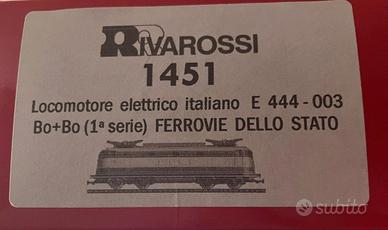 RIVAROSSI
1451
Locomotore elettrico italiano E 444-003
Bo+Bo (1ª serie) FERROVIE DELLO STATO
subito